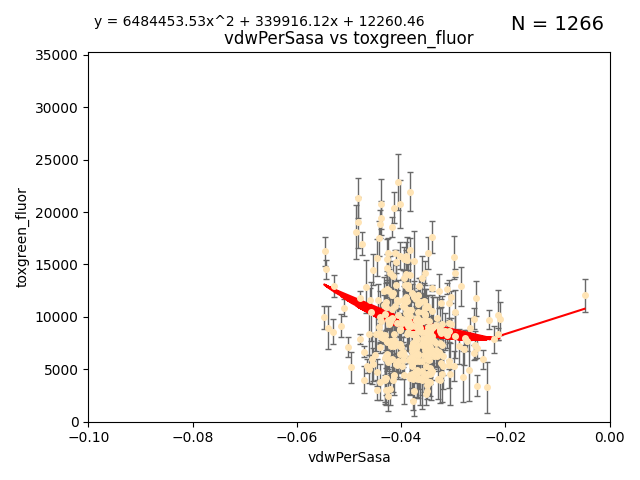 y = 6484453.53x^2 + 339916.12x + 12260.46
N = 1266
vdwPerSasa vs toxgreen_fluor
35000
30000
25000
20000
15000
10000
5000
0
toxgreen_fluor
−0.10
−0.08
−0.06
−0.04
−0.02
0.00
vdwPerSasa